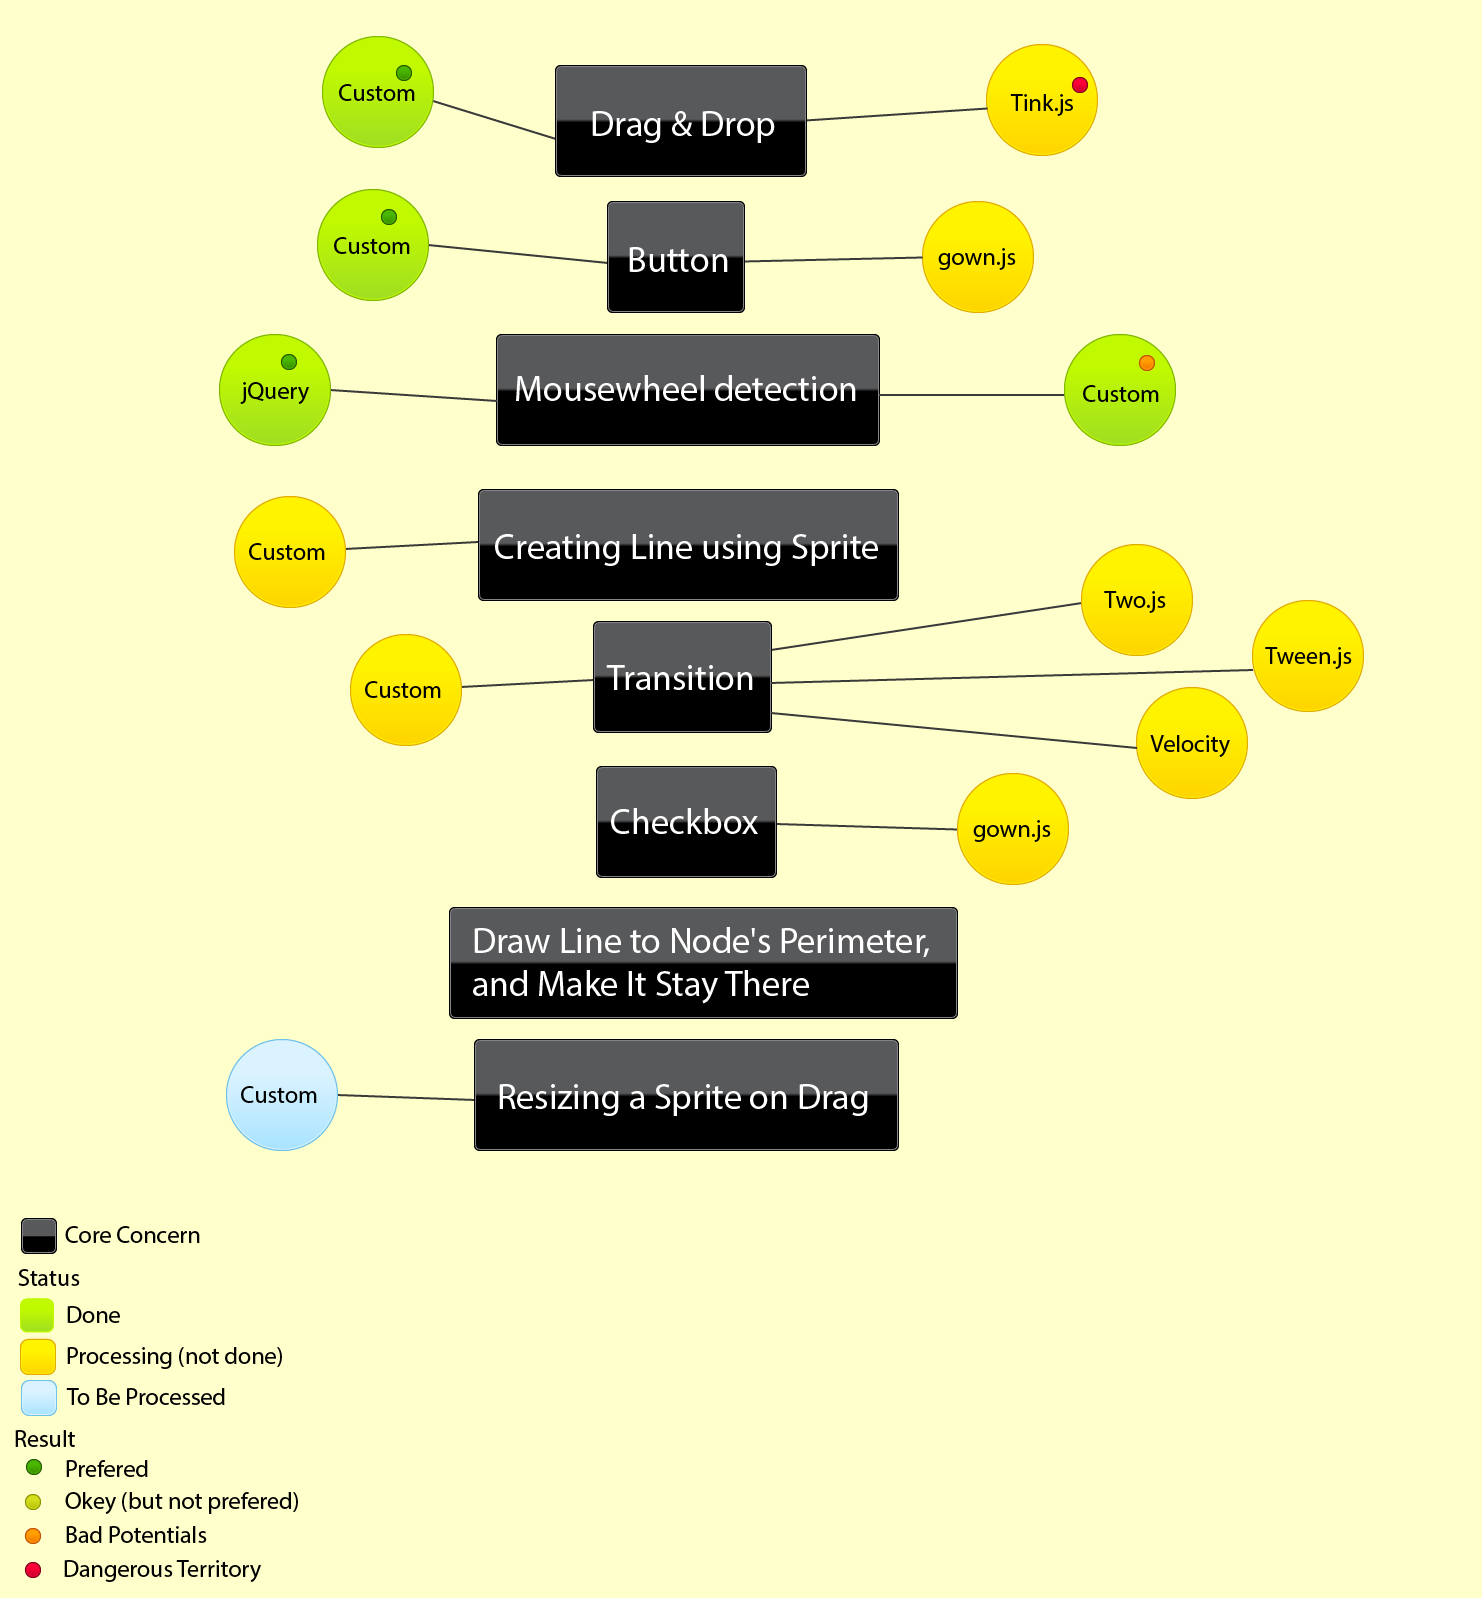 Custom
Drag & Drop
Tink.js
Custom
Button
gown.js
jQuery
Mousewheel detection
Custom
Custom
Creating Line using Sprite
Two.js
Tween.js
Custom
Transition
Velocity
Checkbox
gown.js
Draw Line to Node's Perimeter,
and Make It Stay There
Custom
Resizing a Sprite on Drag
Core Concern
Status
Done
Processing (not done)
To Be Processed
Result
Prefered
Okey (but not prefered)
Bad Potentials
Dangerous Territory